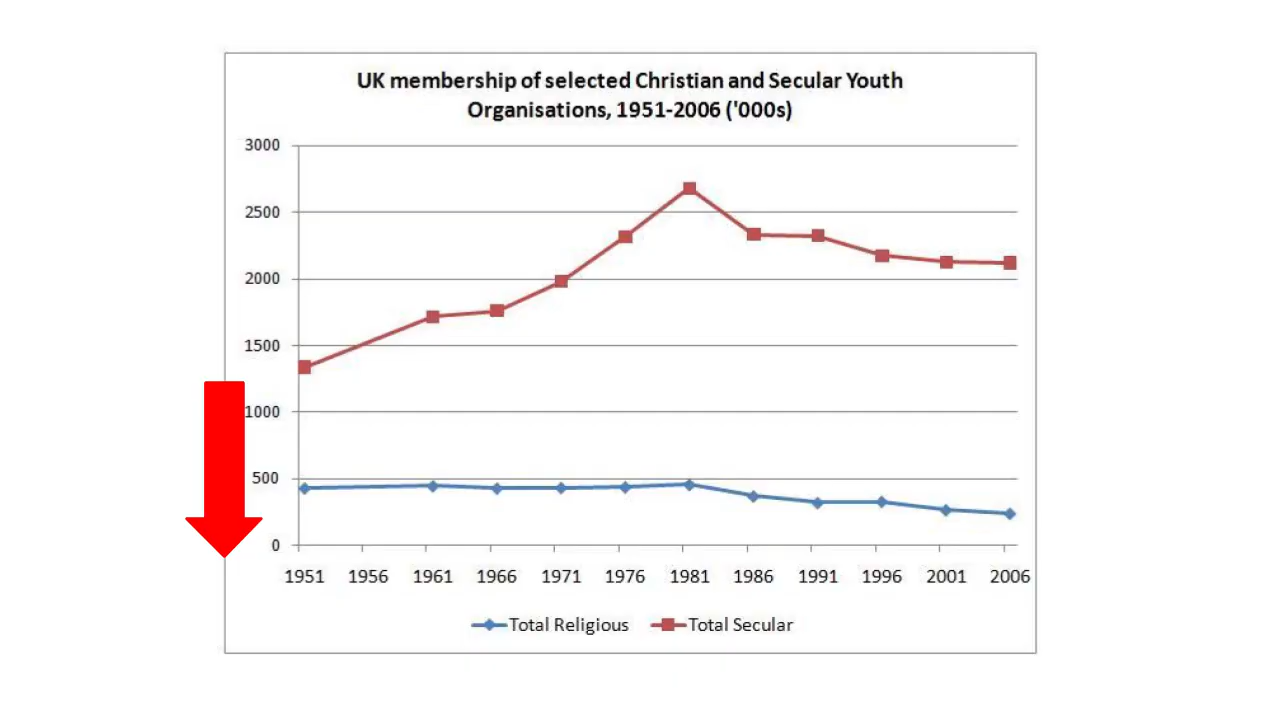 UK membership of selected Christian and Secular Youth
Organisations, 1951-2006 ('000s)
3000
2500
2000
1500
1000
500
0
1951 1956 1961 1966 1971 1976 1981 1986 1991 1996 2001 2006
Total Religious Total Secular